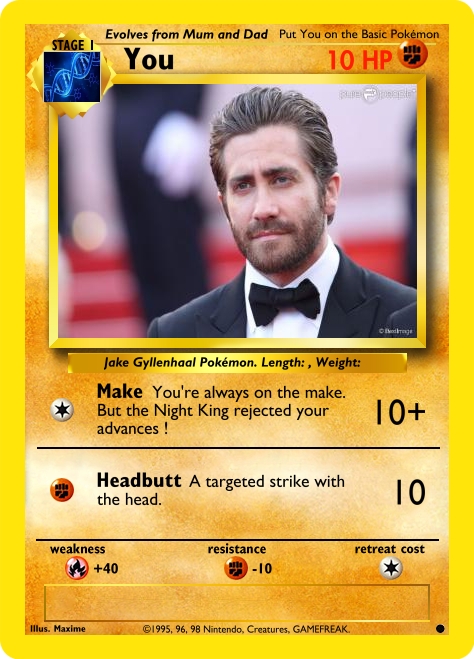 Evolves from Mum and Dad Put You on the Basic Pokémon
STAGE 1
You 10 HP
pure people
© BestImage
Jake Gyllenhaal Pokémon. Length: , Weight:
Make You're always on the make.
But the Night King rejected your
advances !
10+
Headbutt A targeted strike with
the head.
10
weakness resistance retreat cost
+40 -10
Illus. Maxime ©1995, 96, 98 Nintendo, Creatures, GAMEFREAK.